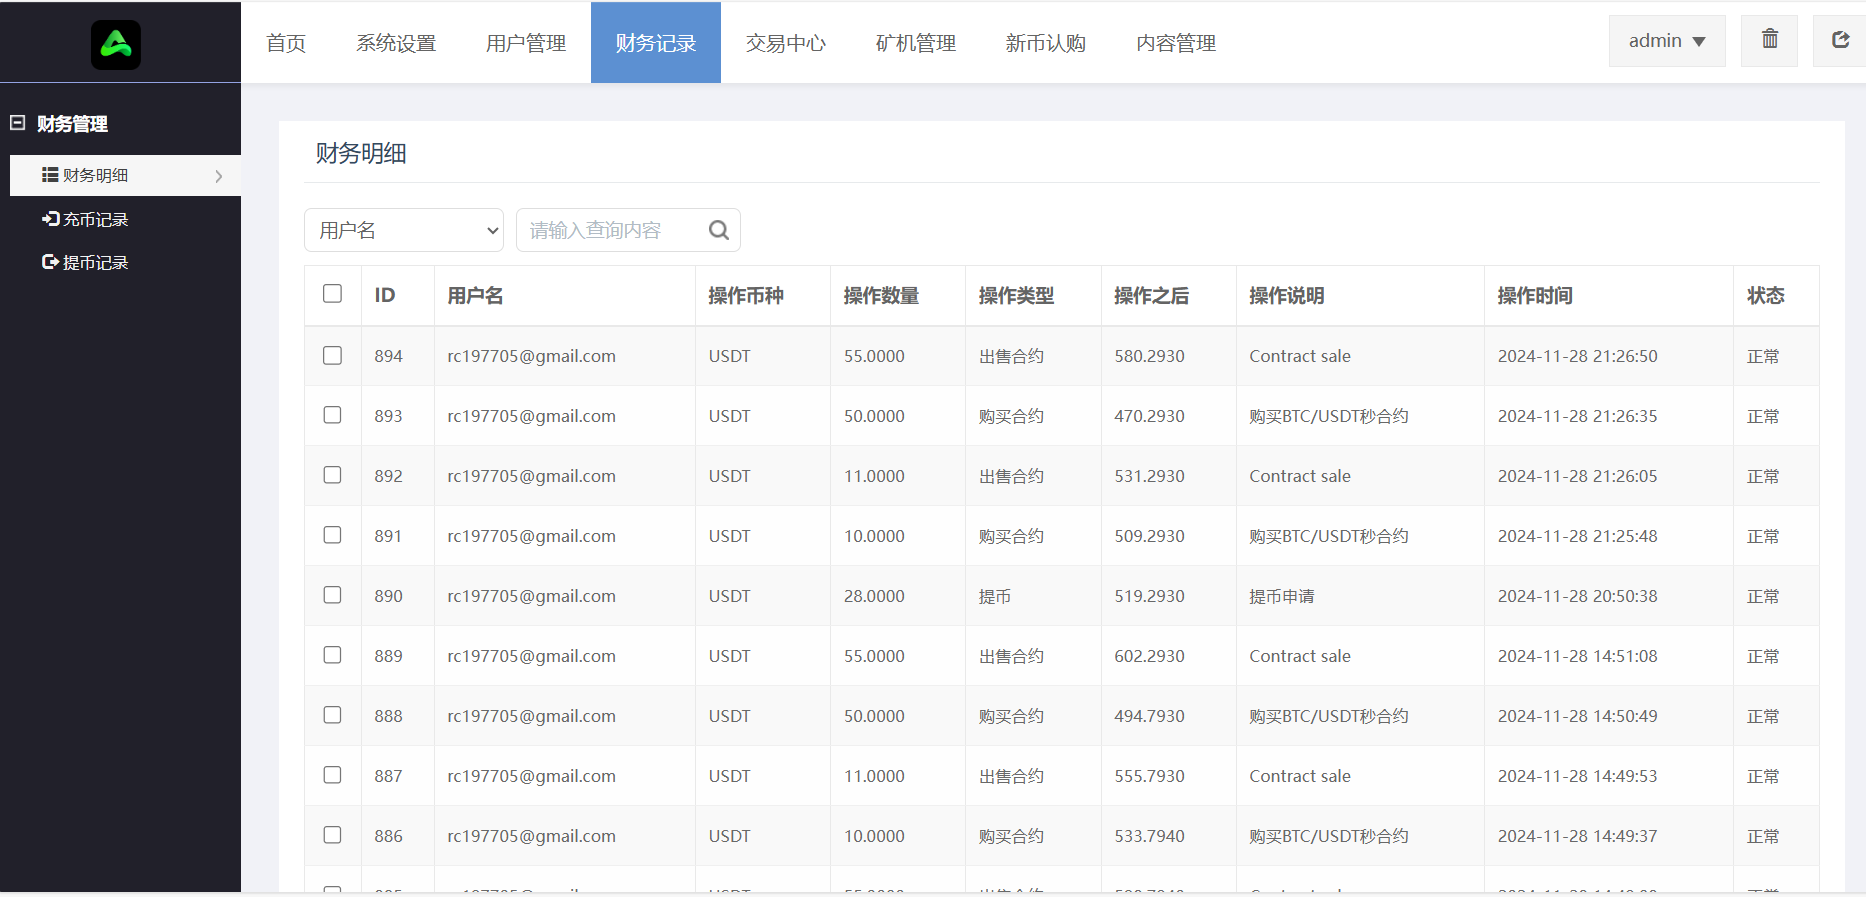 首页 系统设置 用户管理 财务记录 交易中心 矿机管理 新币认购 内容管理 admin
财务管理
财务明细
充币记录
提币记录
财务明细
用户名 请输入查询内容
ID 用户名 操作币种 操作数量 操作类型 操作之后 操作说明 操作时间 状态
894 rc197705@gmail.com USDT 55.0000 出售合约 580.2930 Contract sale 2024-11-28 21:26:50 正常
893 rc197705@gmail.com USDT 50.0000 购买合约 470.2930 购买BTC/USDT秒合约 2024-11-28 21:26:35 正常
892 rc197705@gmail.com USDT 11.0000 出售合约 531.2930 Contract sale 2024-11-28 21:26:05 正常
891 rc197705@gmail.com USDT 10.0000 购买合约 509.2930 购买BTC/USDT秒合约 2024-11-28 21:25:48 正常
890 rc197705@gmail.com USDT 28.0000 提币 519.2930 提币申请 2024-11-28 20:50:38 正常
889 rc197705@gmail.com USDT 55.0000 出售合约 602.2930 Contract sale 2024-11-28 14:51:08 正常
888 rc197705@gmail.com USDT 50.0000 购买合约 494.7930 购买BTC/USDT秒合约 2024-11-28 14:50:49 正常
887 rc197705@gmail.com USDT 11.0000 出售合约 555.7930 Contract sale 2024-11-28 14:49:53 正常
886 rc197705@gmail.com USDT 10.0000 购买合约 533.7940 购买BTC/USDT秒合约 2024-11-28 14:49:37 正常